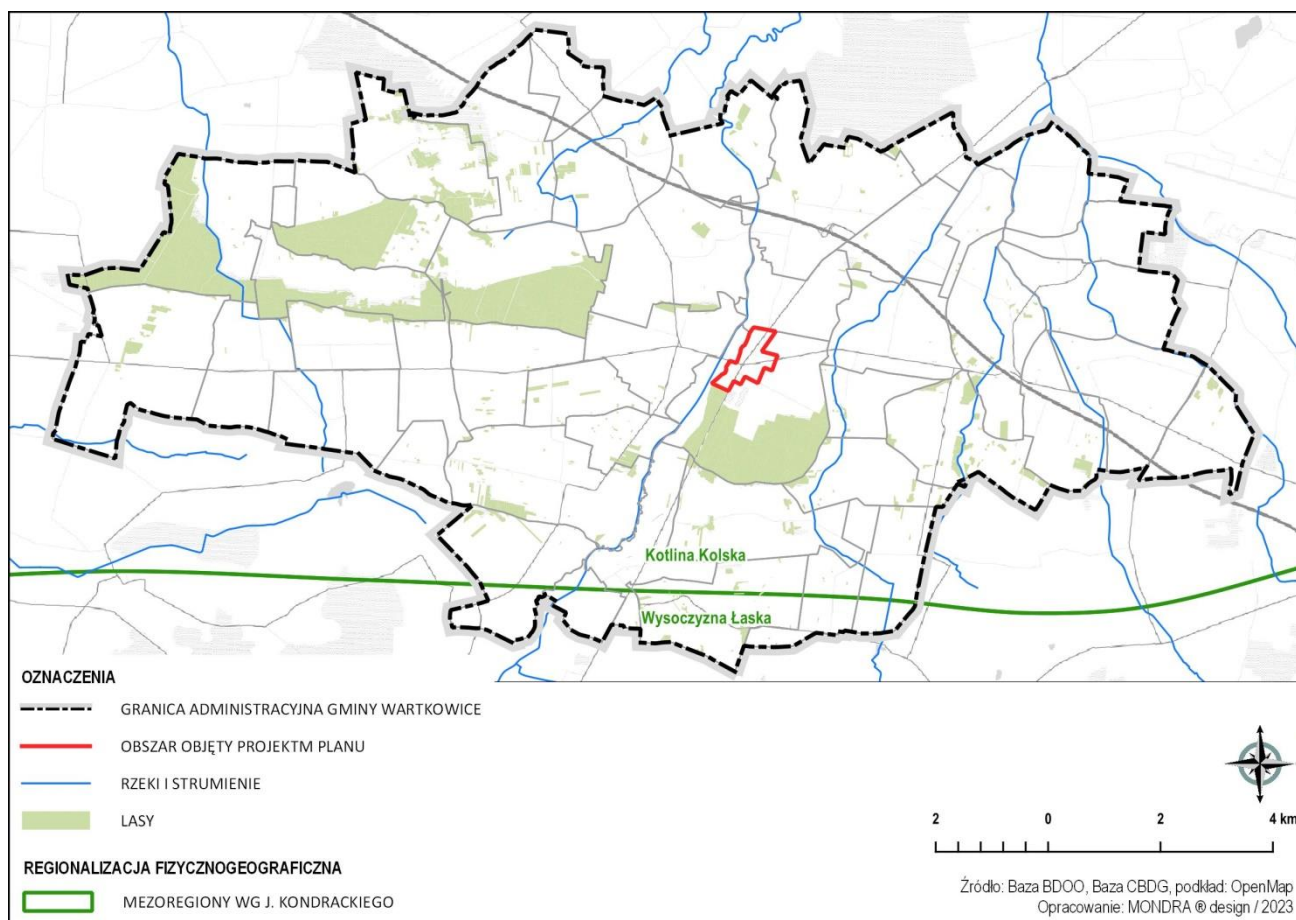 Kotlina Kolska
Wysoczyzna Łaska
OZNACZENIA
GRANICA ADMINISTRACYJNA GMINY WARTKOWICE
OBSZAR OBJĘTY PROJEKTM PLANU
RZEKI I STRUMIENIE
LASY
REGIONALIZACJA FIZYCZNOGEOGRAFICZNA
MEZOREGIONY WG J. KONDRACKIEGO
2 0 2 4 km
Źródło: Baza BDOO, Baza CBDG, podkład: OpenMap
Opracowanie: MONDRA ® design / 2023